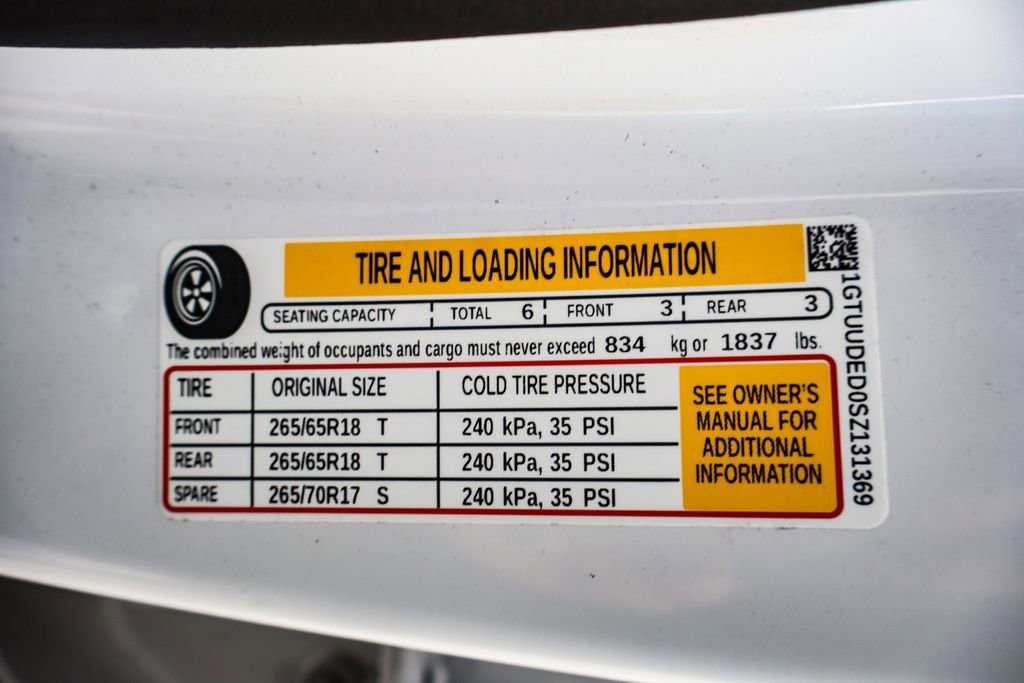 TIRE AND LOADING INFORMATION
SEATING CAPACITY TOTAL 6 FRONT 3 REAR 3
The combined weight of occupants and cargo must never exceed 834 kg or 1837 lbs.
TIRE ORIGINAL SIZE COLD TIRE PRESSURE
FRONT 265/65R18 T 240 kPa, 35 PSI
REAR 265/65R18 T 240 kPa, 35 PSI
SPARE 265/70R17 S 240 kPa, 35 PSI
SEE OWNER'S
MANUAL FOR
ADDITIONAL
INFORMATION
1GTUUDED0SZ131369